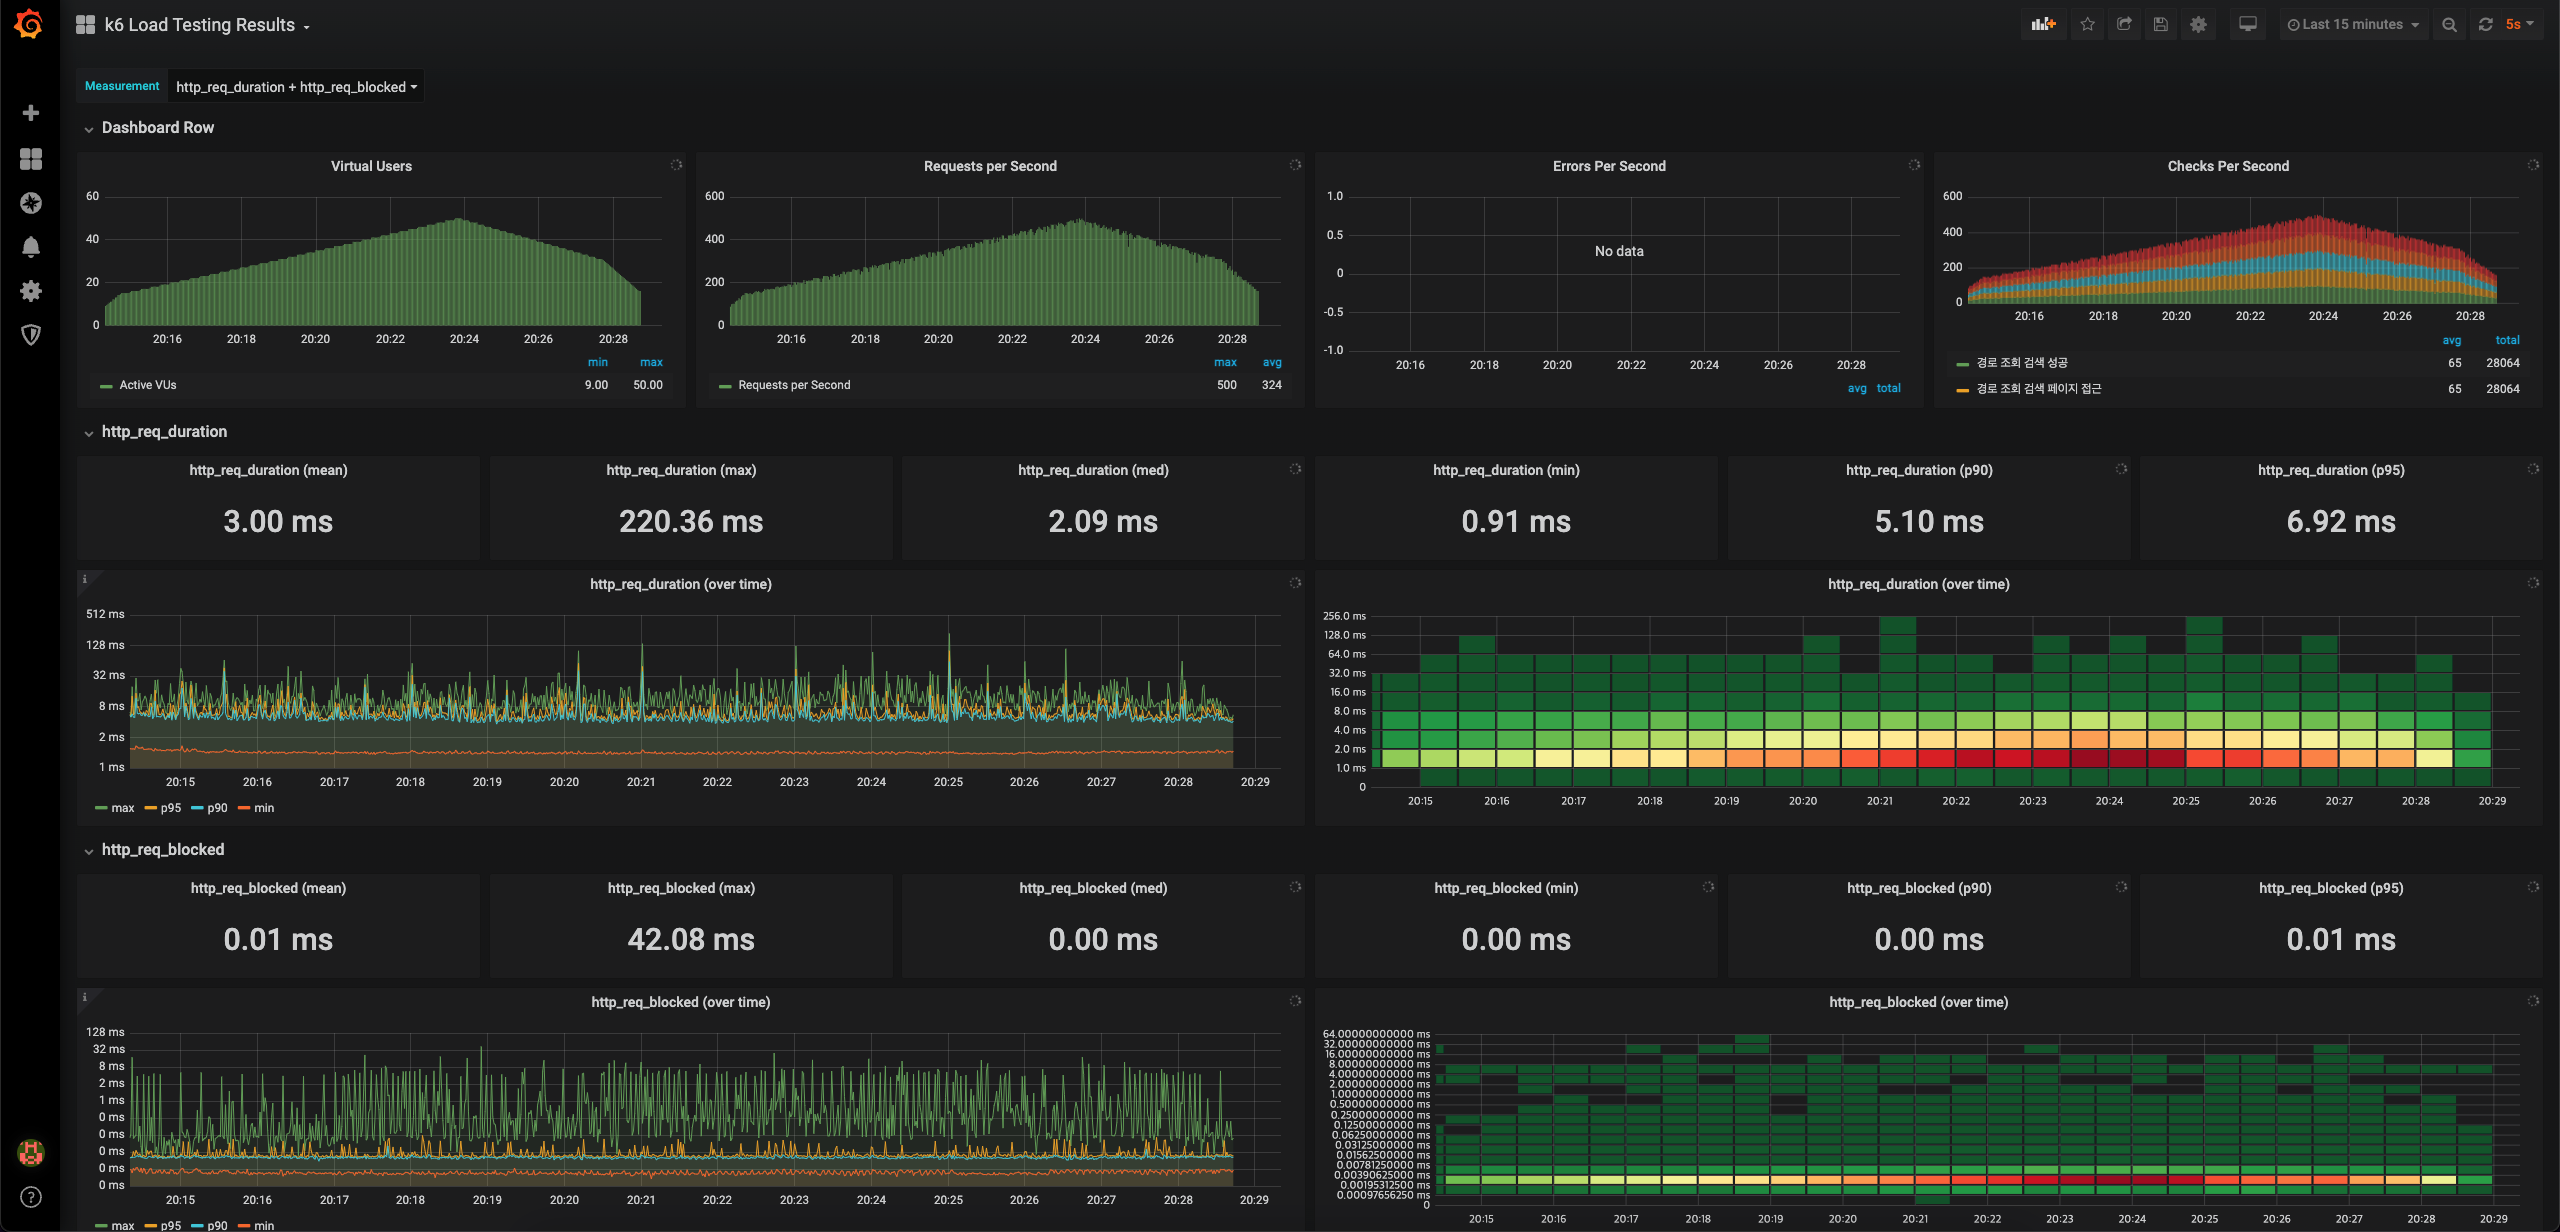 k6 Load Testing Results
Last 15 minutes
5s
Measurement
http_req_duration + http_req_blocked
Dashboard Row
Virtual Users
60
40
20
0
20:16 20:18 20:20 20:22 20:24 20:26 20:28
min max
Active VUs 9.00 50.00
Requests per Second
600
400
200
0
20:16 20:18 20:20 20:22 20:24 20:26 20:28
max avg
Requests per Second 500 324
Errors Per Second
1.0
0.5
0
-0.5
-1.0
No data
20:16 20:18 20:20 20:22 20:24 20:26 20:28
avg total
Checks Per Second
600
400
200
0
20:16 20:18 20:20 20:22 20:24 20:26 20:28
avg total
경로 조회 검색 성공 65 28064
경로 조회 검색 페이지 접근 65 28064
http_req_duration
http_req_duration (mean)
3.00 ms
http_req_duration (max)
220.36 ms
http_req_duration (med)
2.09 ms
http_req_duration (min)
0.91 ms
http_req_duration (p90)
5.10 ms
http_req_duration (p95)
6.92 ms
http_req_duration (over time)
512 ms
128 ms
32 ms
8 ms
2 ms
1 ms
20:15 20:16 20:17 20:18 20:19 20:20 20:21 20:22 20:23 20:24 20:25 20:26 20:27 20:28 20:29
max p95 p90 min
http_req_duration (over time)
256.0 ms
128.0 ms
64.0 ms
32.0 ms
16.0 ms
8.0 ms
4.0 ms
2.0 ms
1.0 ms
0
20:15 20:16 20:17 20:18 20:19 20:20 20:21 20:22 20:23 20:24 20:25 20:26 20:27 20:28 20:29
http_req_blocked
http_req_blocked (mean)
0.01 ms
http_req_blocked (max)
42.08 ms
http_req_blocked (med)
0.00 ms
http_req_blocked (min)
0.00 ms
http_req_blocked (p90)
0.00 ms
http_req_blocked (p95)
0.01 ms
http_req_blocked (over time)
128 ms
32 ms
8 ms
2 ms
1 ms
0 ms
0 ms
0 ms
0 ms
0 ms
20:15 20:16 20:17 20:18 20:19 20:20 20:21 20:22 20:23 20:24 20:25 20:26 20:27 20:28 20:29
max p95 p90 min
http_req_blocked (over time)
64.00000000000 ms
32.00000000000 ms
16.00000000000 ms
8.00000000000 ms
4.00000000000 ms
2.00000000000 ms
1.00000000000 ms
0.50000000000 ms
0.25000000000 ms
0.12500000000 ms
0.06250000000 ms
0.03125000000 ms
0.01562500000 ms
0.00781250000 ms
0.00390625000 ms
0.00195312500 ms
0.00097656250 ms
0
20:15 20:16 20:17 20:18 20:19 20:20 20:21 20:22 20:23 20:24 20:25 20:26 20:27 20:28 20:29